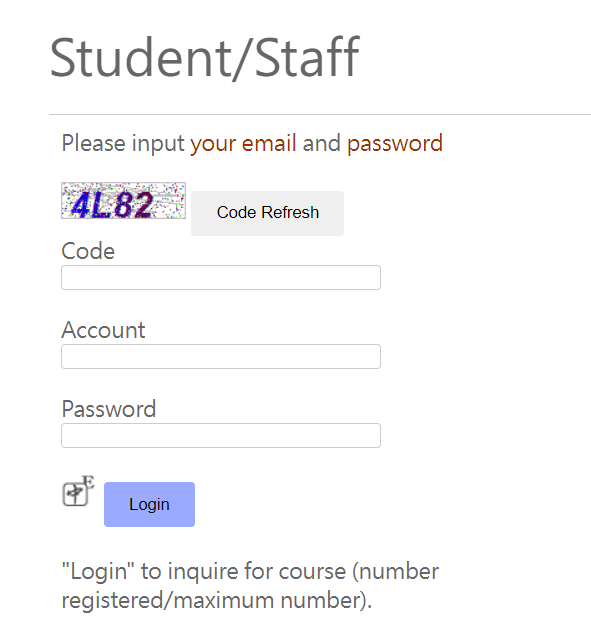 Student/Staff
Please input your email and password
4L82 Code Refresh
Code
Account
Password
E Login
"Login" to inquire for course (number
registered/maximum number).